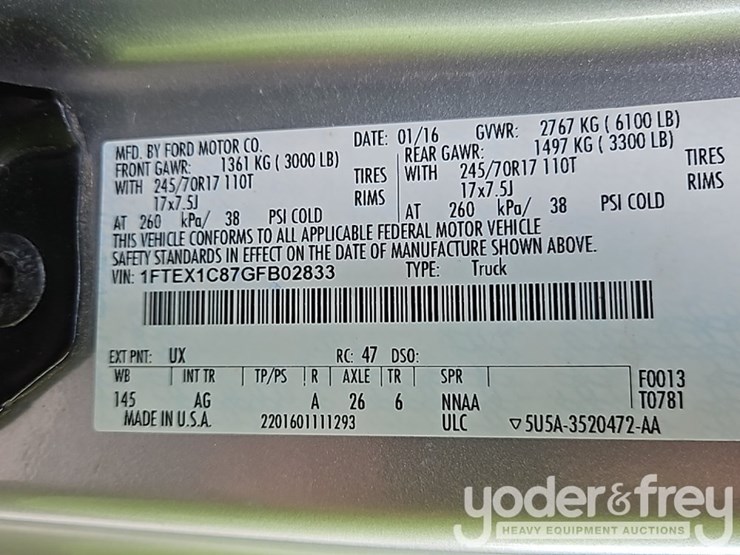 MFD. BY FORD MOTOR CO. DATE: 01/16 GVWR: 2767 KG ( 6100 LB)
FRONT GAWR: 1361 KG ( 3000 LB) REAR GAWR: 1497 KG ( 3300 LB)
WITH 245/70R17 110T TIRES WITH 245/70R17 110T TIRES
17x7.5J RIMS 17x7.5J RIMS
AT 260 kPa/ 38 PSI COLD AT 260 kPa/ 38 PSI COLD
THIS VEHICLE CONFORMS TO ALL APPLICABLE FEDERAL MOTOR VEHICLE
SAFETY STANDARDS IN EFFECT ON THE DATE OF MANUFACTURE SHOWN ABOVE.
VIN: 1FTEX1C87GFB02833 TYPE: Truck
EXT PNT: UX RC: 47 DSO:
WB INT TR TP/PS R AXLE TR SPR F0013
145 AG A 26 6 NNAA T0781
MADE IN U.S.A. 2201601111293 ULC ▽5U5A-3520472-AA
yoder&frey
HEAVY EQUIPMENT AUCTIONS